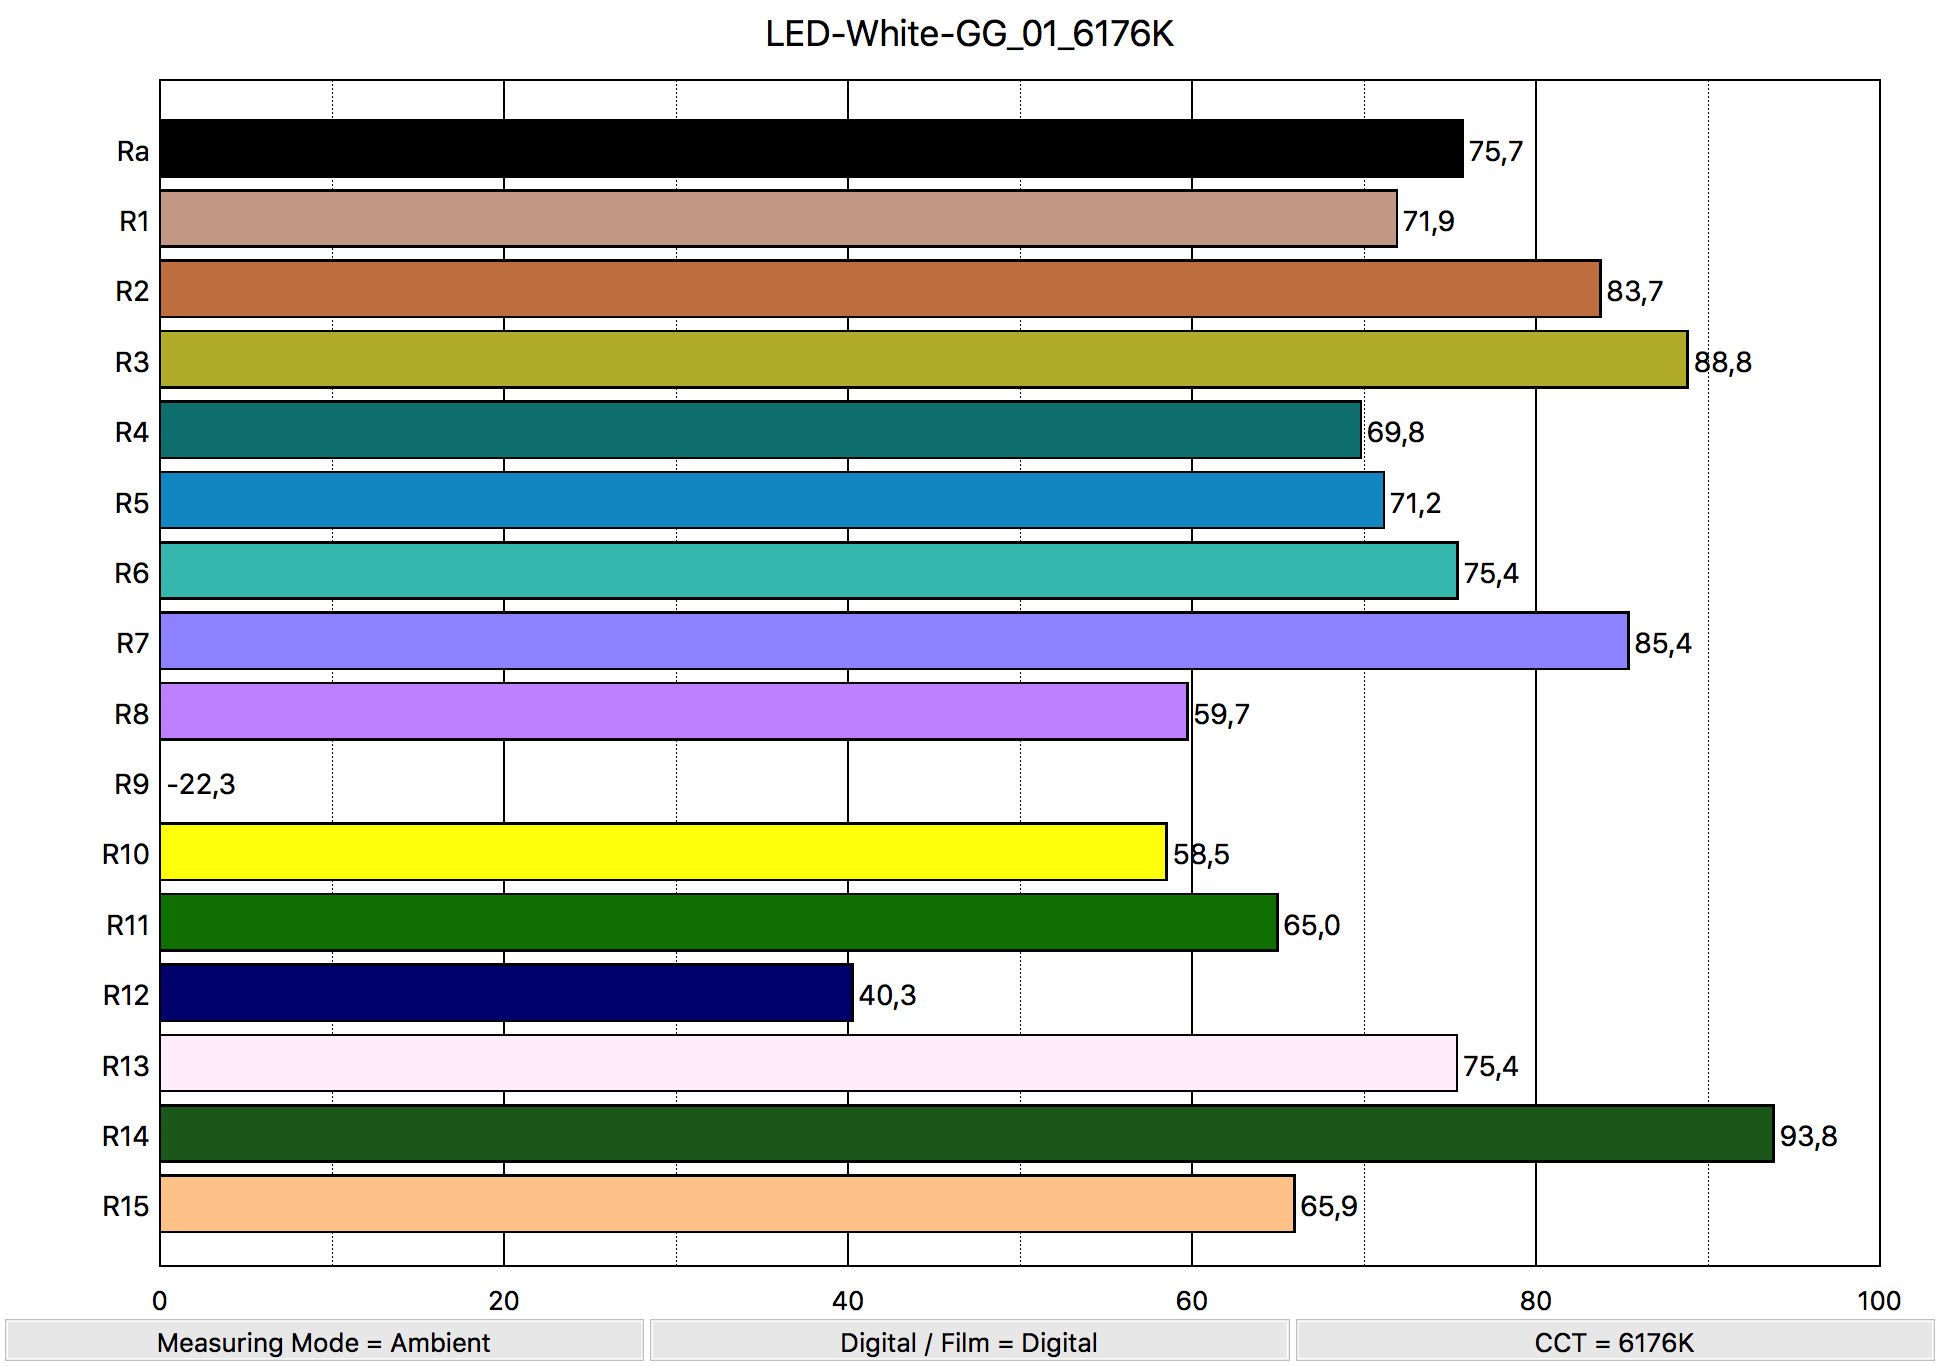 LED-White-GG_01_6176K
Ra 75,7
R1 71,9
R2 83,7
R3 88,8
R4 69,8
R5 71,2
R6 75,4
R7 85,4
R8 59,7
R9 -22,3
R10 58,5
R11 65,0
R12 40,3
R13 75,4
R14 93,8
R15 65,9
0 20 40 60 80 100
Measuring Mode = Ambient Digital / Film = Digital CCT = 6176K